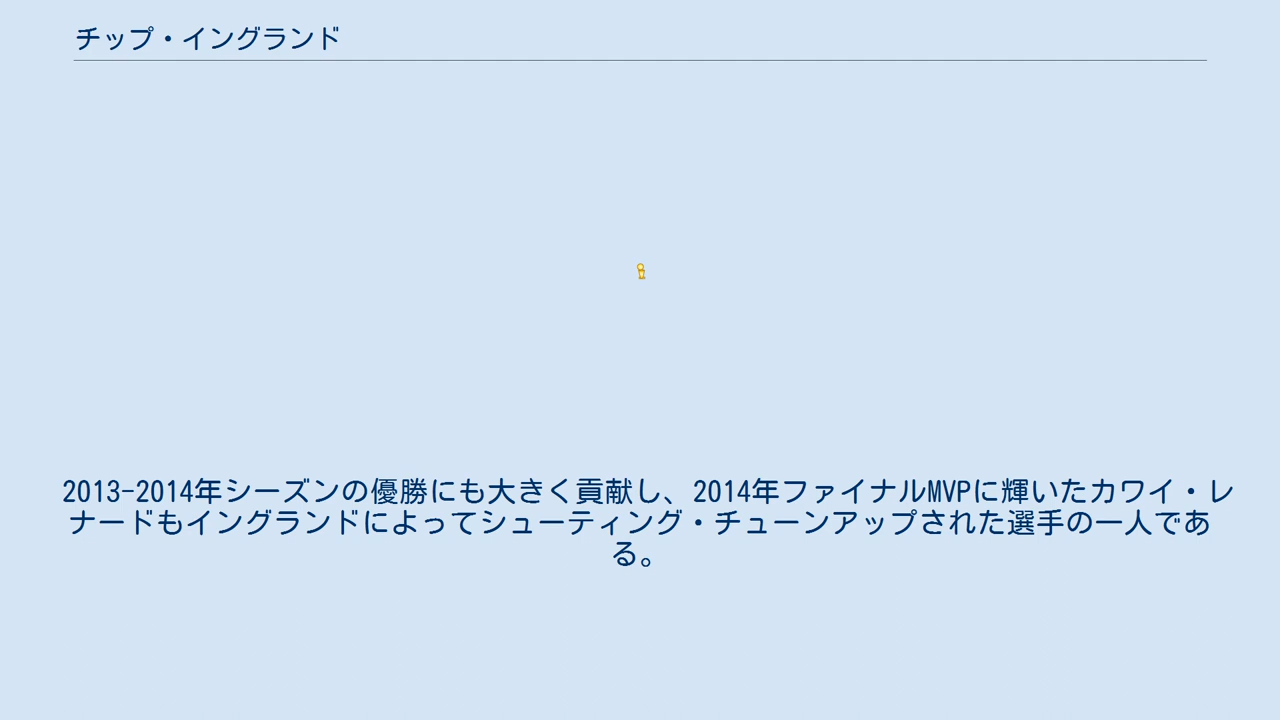 チップ・イングランド
2013-2014年シーズンの優勝にも大きく貢献し、2014年ファイナルMVPに輝いたカワイ・レ
ナードもイングランドによってシューティング・チューンアップされた選手の一人であ
る。